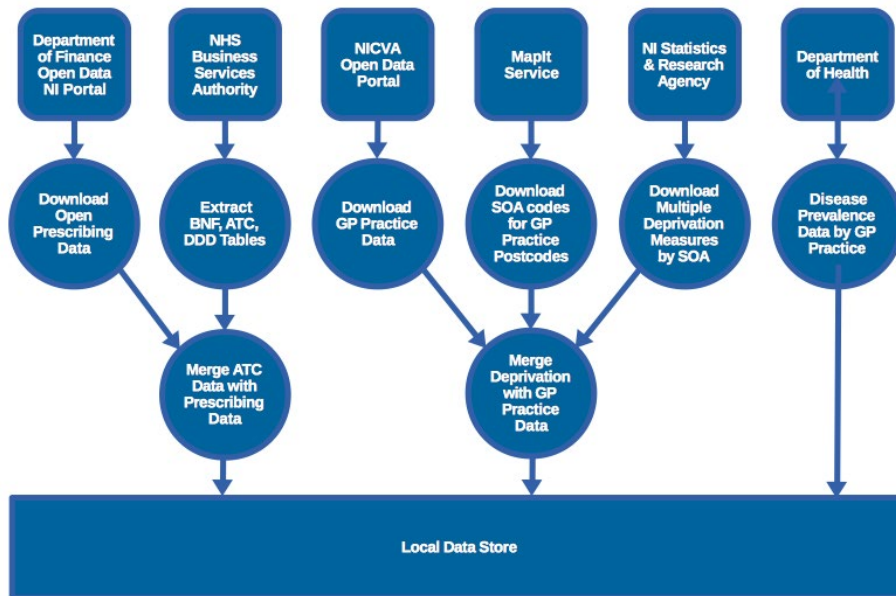 Department
of Finance
Open Data
NI Portal
NHS
Business
Services
Authority
NICVA
Open Data
Portal
MapIt
Service
NI Statistics
& Research
Agency
Department
of Health
Download
Open
Prescribing
Data
Extract
BNF, ATC,
DDD Tables
Download
GP Practice
Data
Download
SOA codes
for GP
Practice
Postcodes
Download
Multiple
Deprivation
Measures
by SOA
Disease
Prevalence
Data by GP
Practice
Merge ATC
Data with
Prescribing
Data
Merge
Deprivation
with GP
Practice
Data
Local Data Store